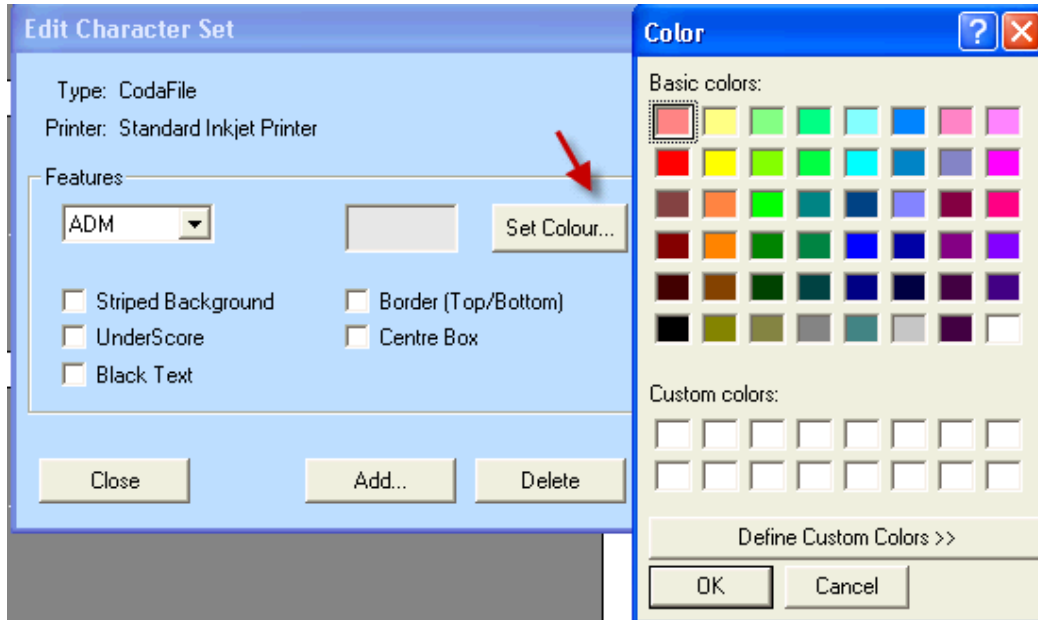 Edit Character Set
Type: CodaFile
Printer: Standard Inkjet Printer
Features
ADM
Set Colour...
Striped Background
Border (Top/Bottom)
UnderScore
Centre Box
Black Text
Close
Add...
Delete
Color
?
Basic colors:
Custom colors:
Define Custom Colors >>
OK
Cancel